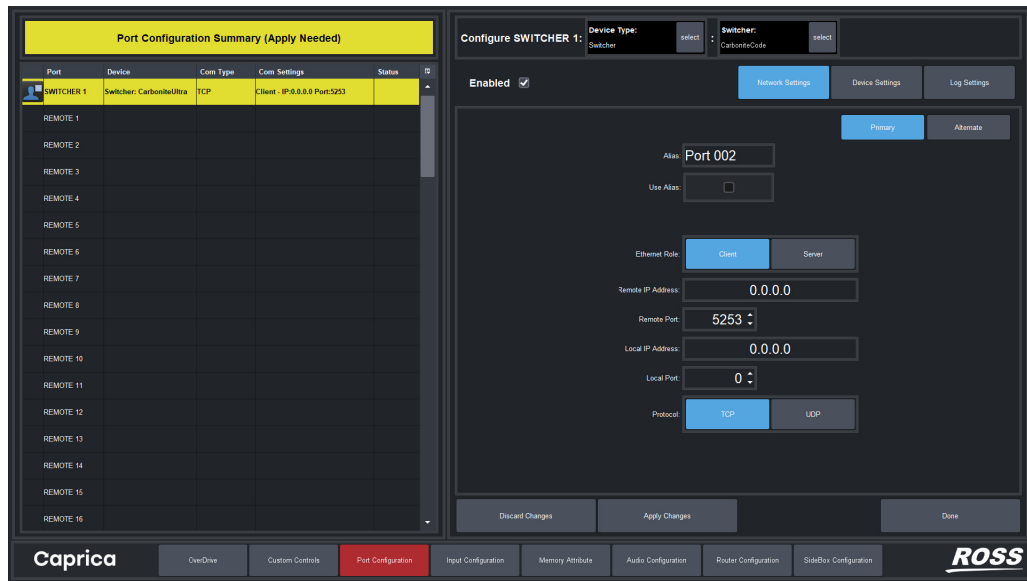 Port Configuration Summary (Apply Needed)
Port Device Com Type Com Settings Status
SWITCHER 1 Switcher: CarboniteUltra TCP Client - IP:0.0.0.0 Port:5253
REMOTE 1
REMOTE 2
REMOTE 3
REMOTE 4
REMOTE 5
REMOTE 6
REMOTE 7
REMOTE 8
REMOTE 9
REMOTE 10
REMOTE 11
REMOTE 12
REMOTE 13
REMOTE 14
REMOTE 15
REMOTE 16
Configure SWITCHER 1: Device Type: Switcher select : Switcher: CarboniteCode select
Enabled Network Settings Device Settings Log Settings
Primary Alternate
Alias: Port 002
Use Alias:
Ethernet Role: Client Server
Remote IP Address: 0.0.0.0
Remote Port: 5253
Local IP Address: 0.0.0.0
Local Port: 0
Protocol: TCP UDP
Discard Changes Apply Changes Done
Caprica OverDrive Custom Controls Port Configuration Input Configuration Memory Attribute Audio Configuration Router Configuration SideBox Configuration ROSS